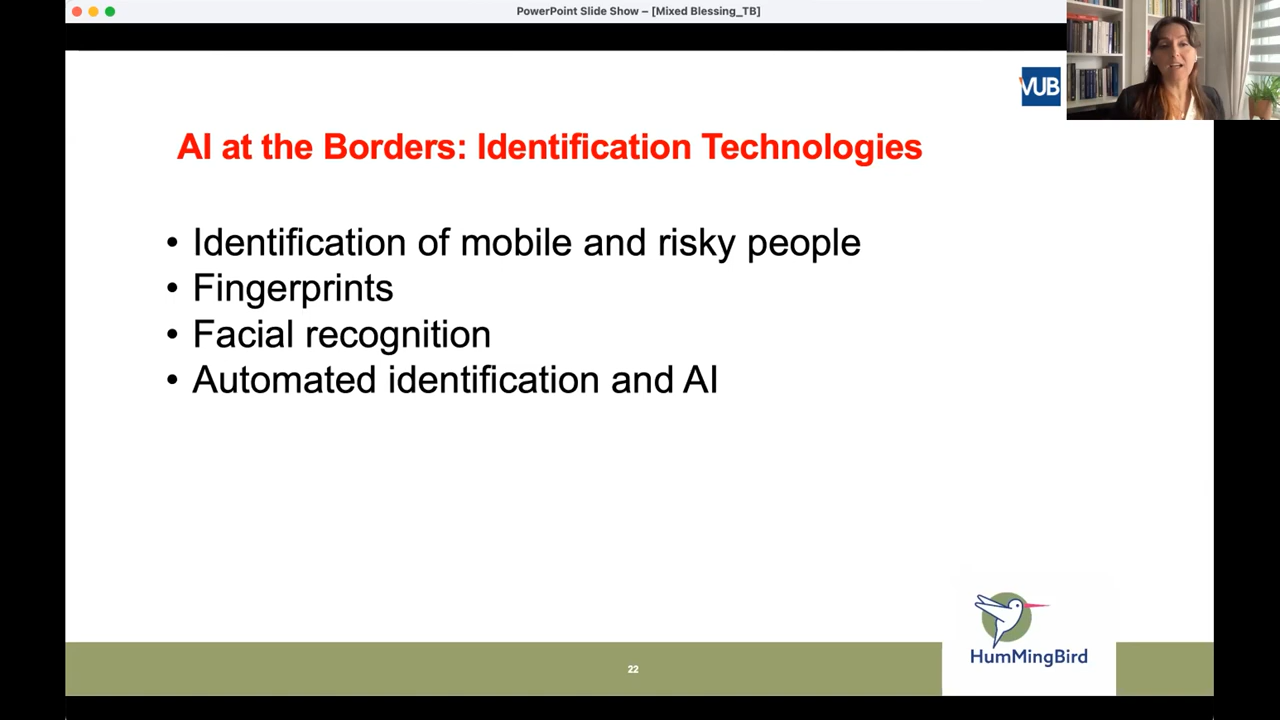 PowerPoint Slide Show – [Mixed Blessing_TB]
VUB
AI at the Borders: Identification Technologies
• Identification of mobile and risky people
• Fingerprints
• Facial recognition
• Automated identification and AI
HumMingBird
22